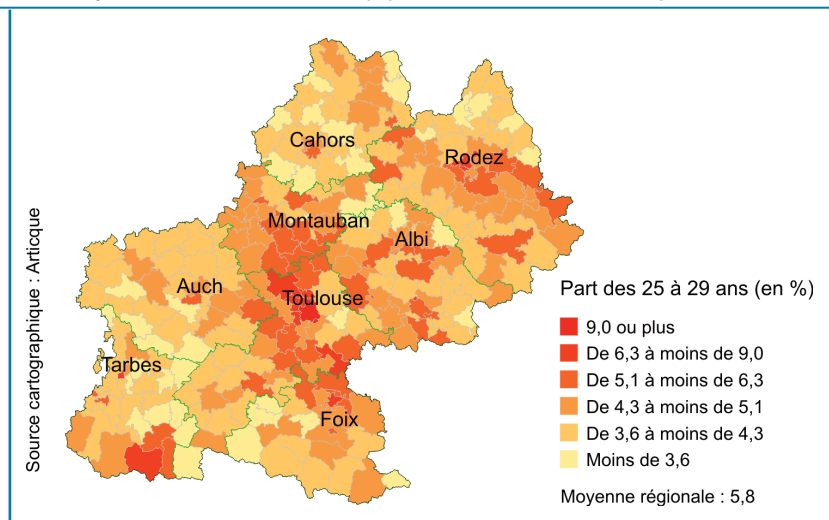 Cahors
Rodez
Montauban
Albi
Auch
Toulouse
Tarbes
Foix
Source cartographique : Articque
Part des 25 à 29 ans (en %)
9,0 ou plus
De 6,3 à moins de 9,0
De 5,1 à moins de 6,3
De 4,3 à moins de 5,1
De 3,6 à moins de 4,3
Moins de 3,6
Moyenne régionale : 5,8